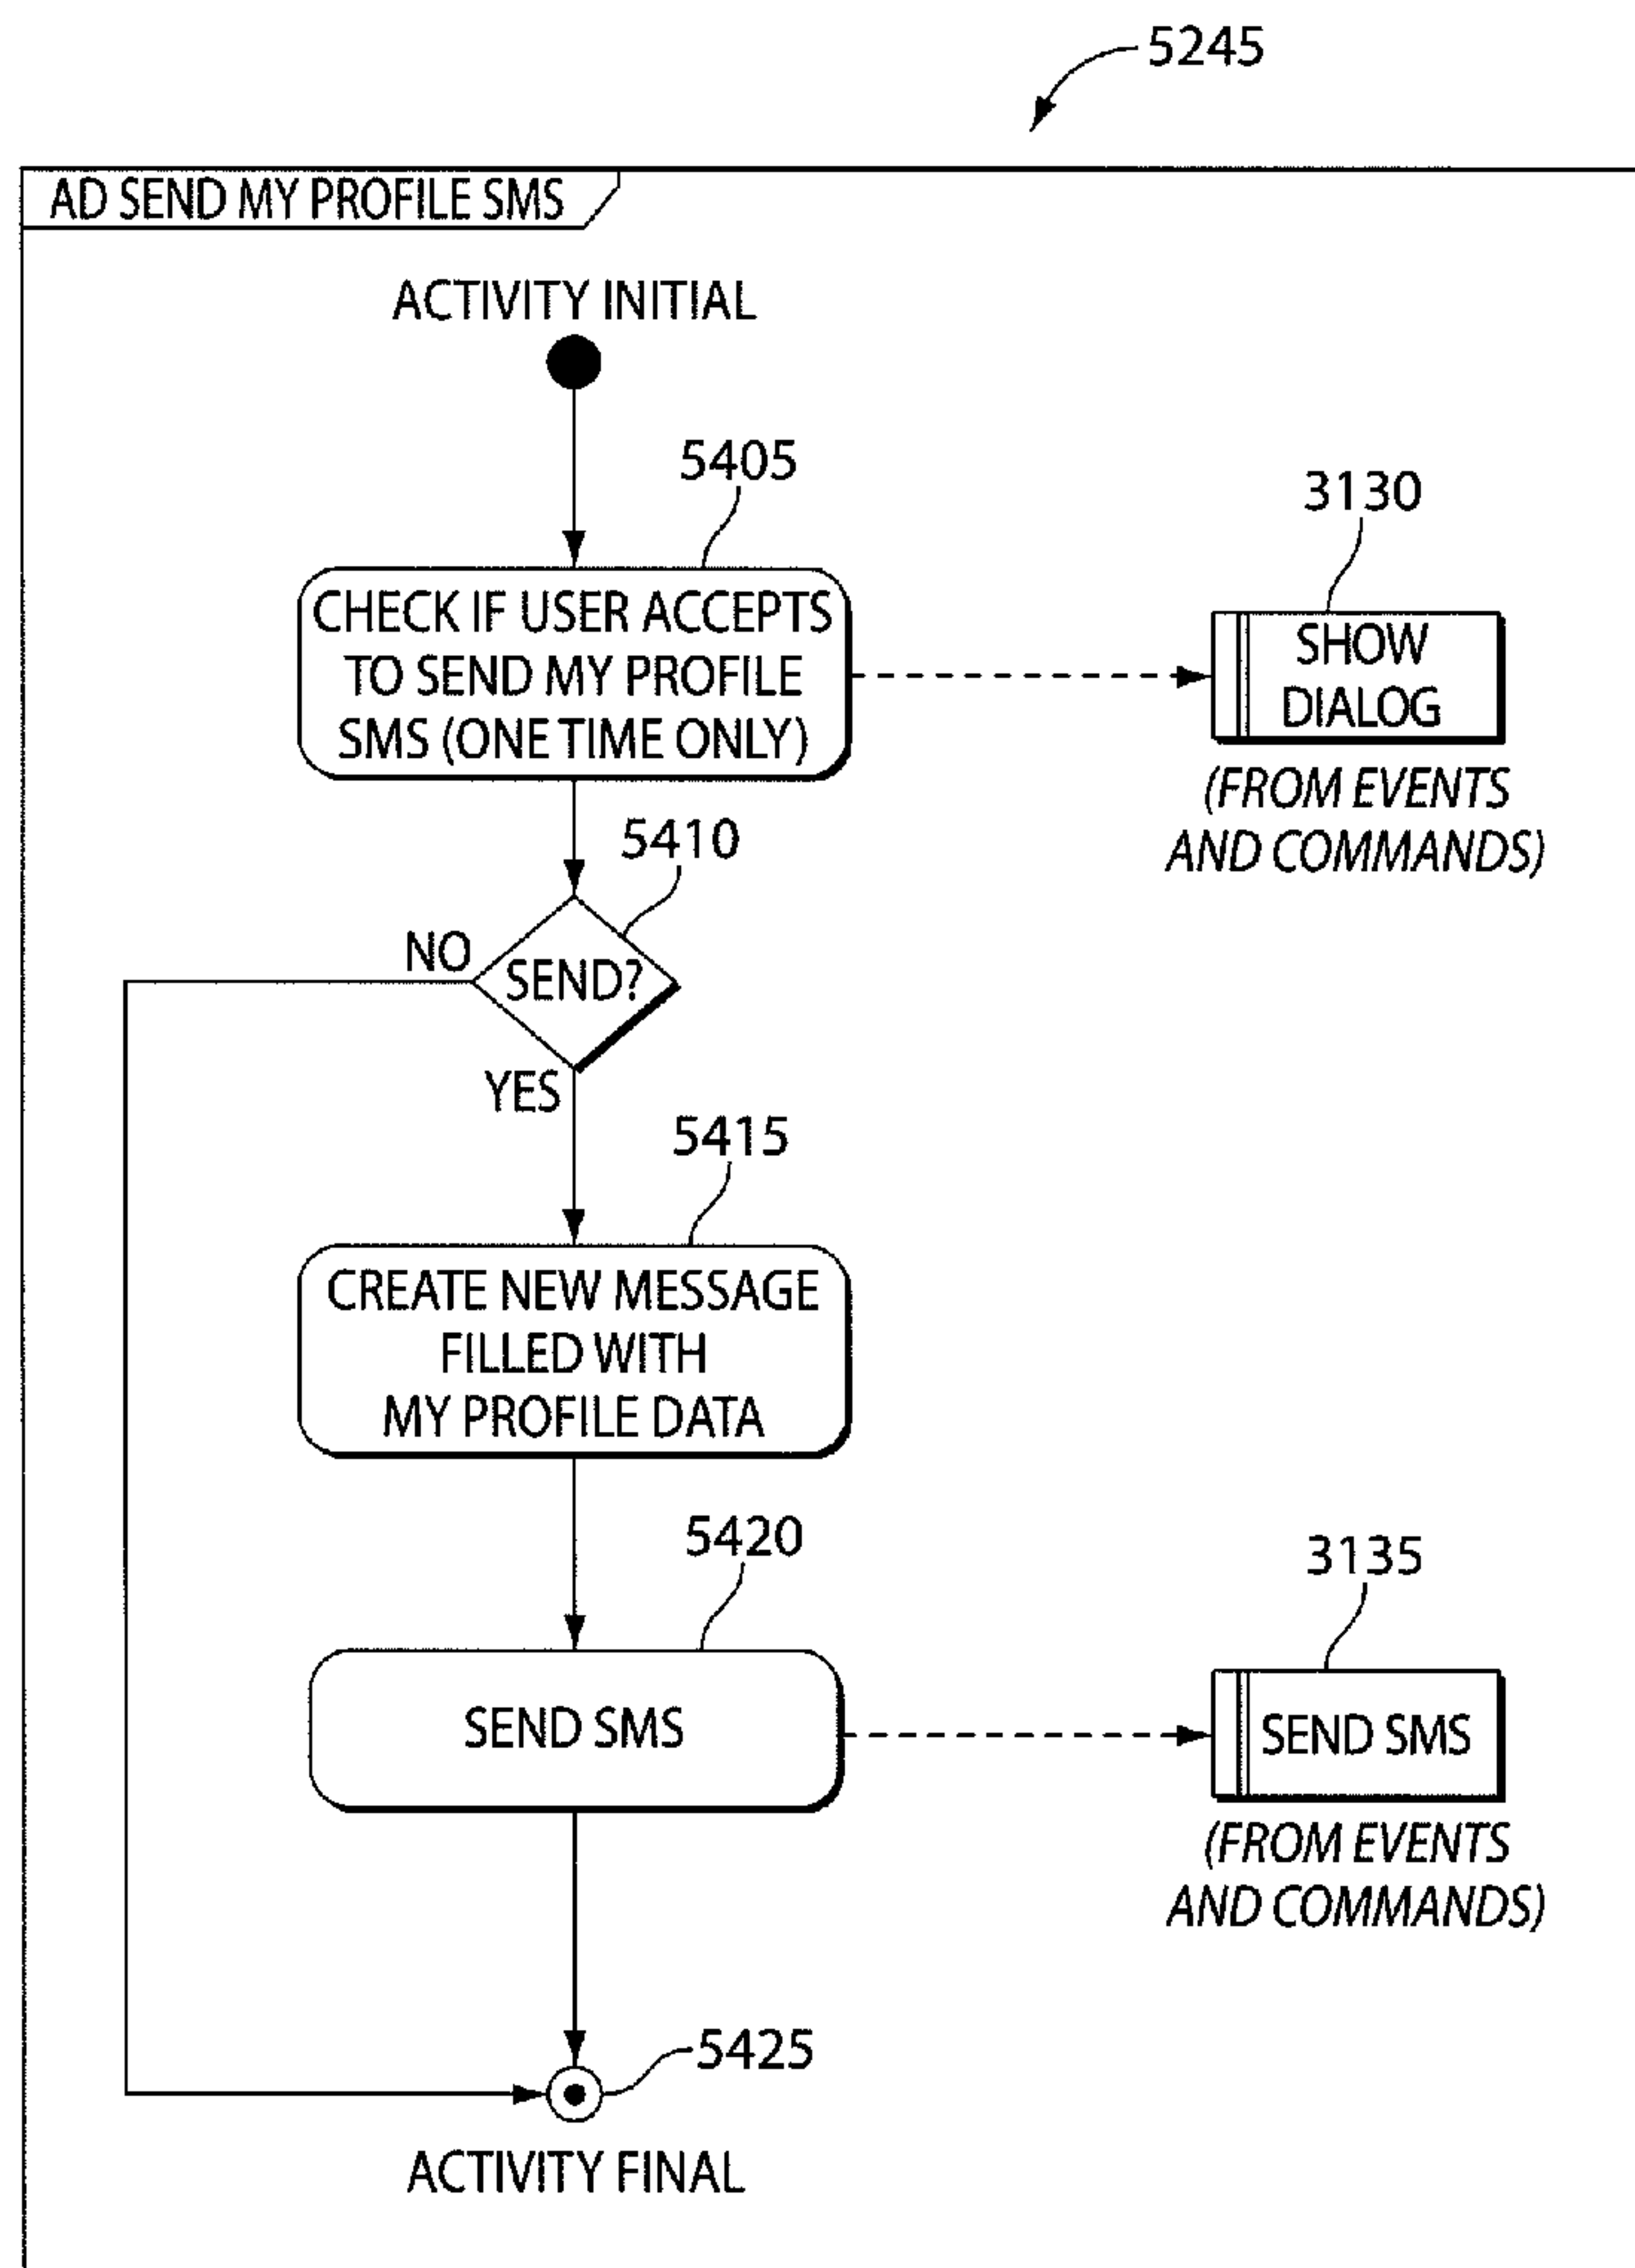 5245
AD SEND MY PROFILE SMS
ACTIVITY INITIAL
5405
3130
CHECK IF USER ACCEPTS
TO SEND MY PROFILE
SMS (ONE TIME ONLY)
SHOW
DIALOG
(FROM EVENTS
AND COMMANDS)
5410
NO
SEND?
YES
5415
CREATE NEW MESSAGE
FILLED WITH
MY PROFILE DATA
5420
3135
SEND SMS
SEND SMS
(FROM EVENTS
AND COMMANDS)
5425
ACTIVITY FINAL